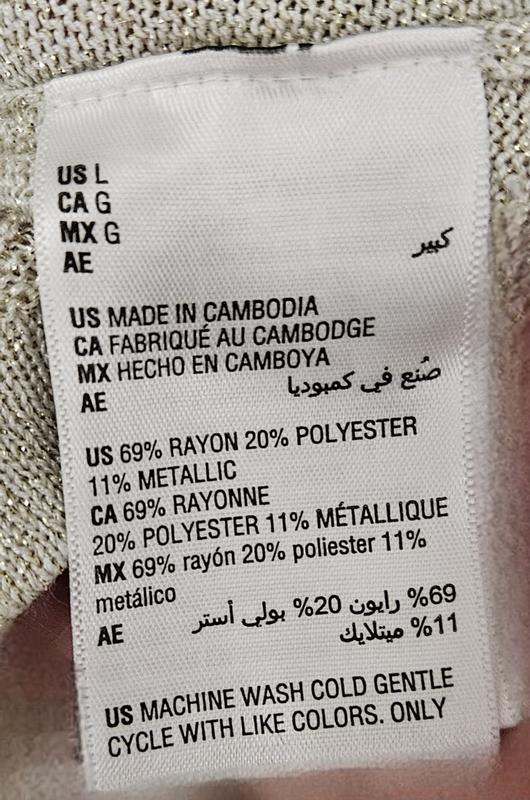 US L
CA G
MX G
AE كبير
US MADE IN CAMBODIA
CA FABRIQUÉ AU CAMBODGE
MX HECHO EN CAMBOYA
AE صُنع في كمبوديا
US 69% RAYON 20% POLYESTER
11% METALLIC
CA 69% RAYONNE
20% POLYESTER 11% MÉTALLIQUE
MX 69% rayón 20% poliester 11%
metálico
AE 69% رايون 20% بولي أستر
11% ميتلايك
US MACHINE WASH COLD GENTLE
CYCLE WITH LIKE COLORS. ONLY